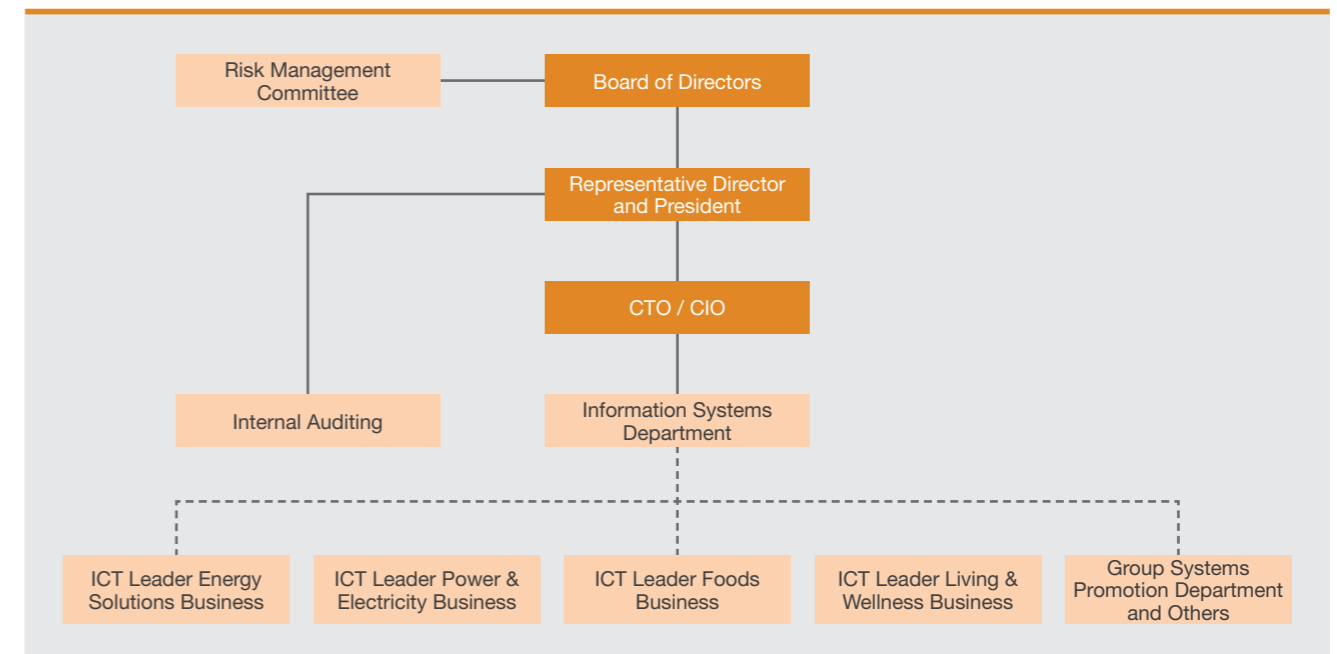 Risk Management
Committee
Board of Directors
Representative Director
and President
CTO / CIO
Internal Auditing
Information Systems
Department
ICT Leader Energy
Solutions Business
ICT Leader Power &
Electricity Business
ICT Leader Foods
Business
ICT Leader Living &
Wellness Business
Group Systems
Promotion Department
and Others